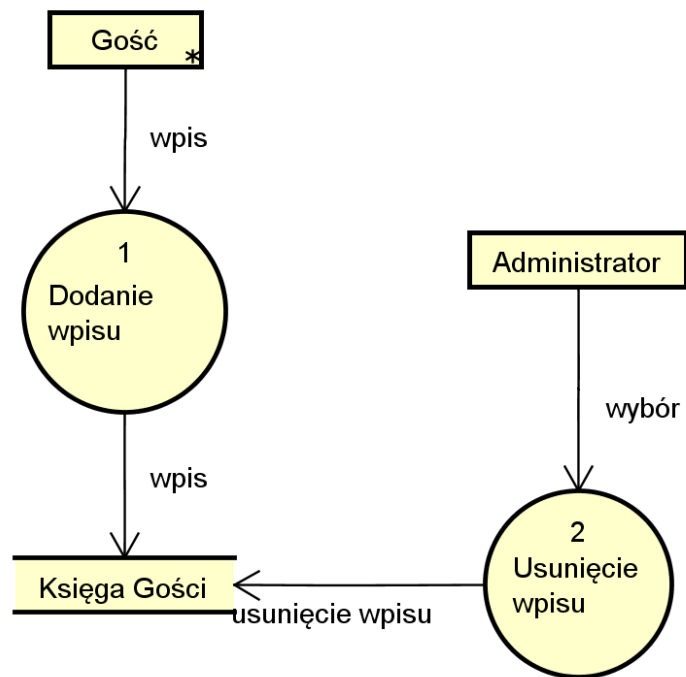 Gość
*
wpis
1
Dodanie
wpisu
Administrator
wybór
wpis
2
Usunięcie
wpisu
Księga Gości
usunięcie wpisu